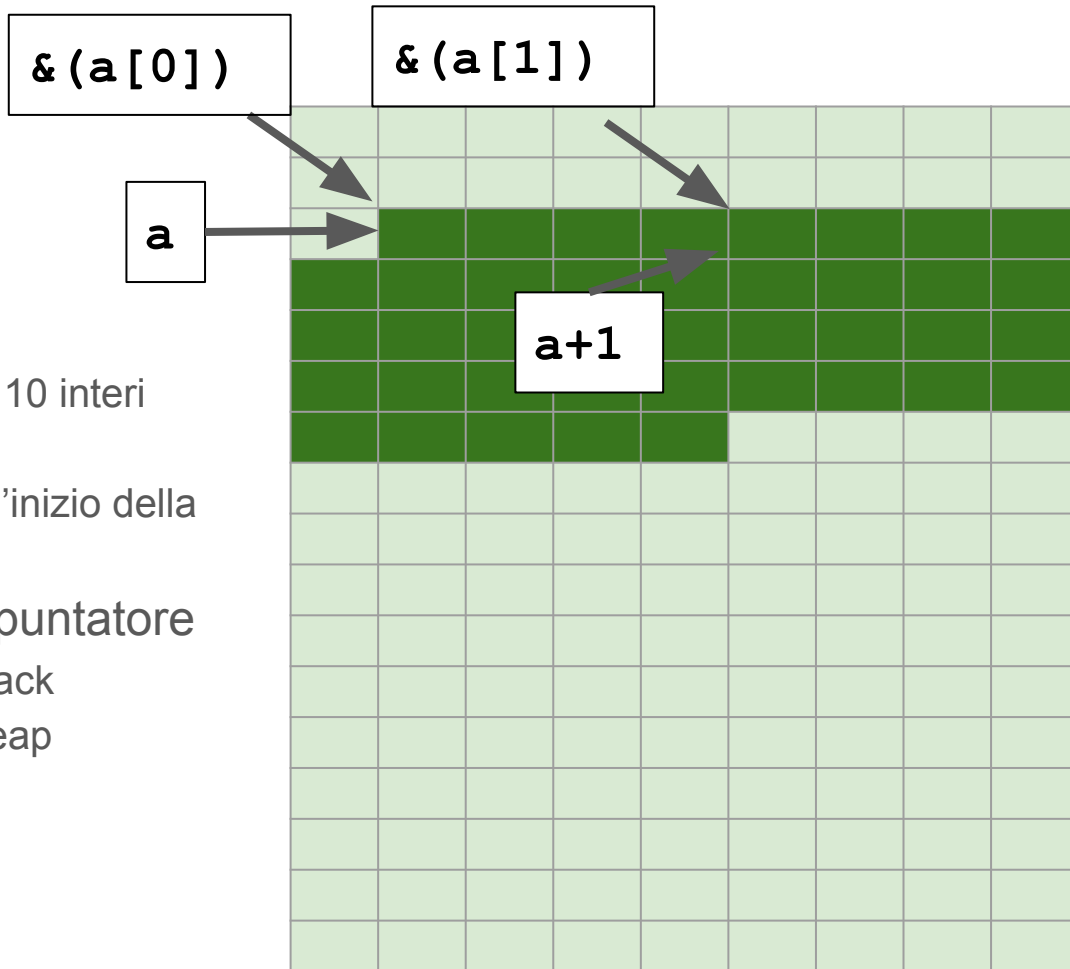 &(a[0])
&(a[1])
a
a+1
10 interi
’inizio della
puntatore
ack
eap